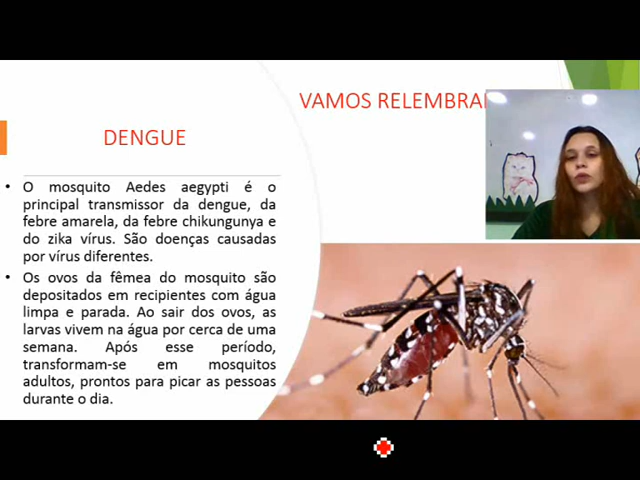 VAMOS RELEMBRA
DENGUE
• O mosquito Aedes aegypti é o
principal transmissor da dengue, da
febre amarela, da febre chikungunya e
do zika vírus. São doenças causadas
por vírus diferentes.
• Os ovos da fêmea do mosquito são
depositados em recipientes com água
limpa e parada. Ao sair dos ovos, as
larvas vivem na água por cerca de uma
semana. Após esse período,
transformam-se em mosquitos
adultos, prontos para picar as pessoas
durante o dia.